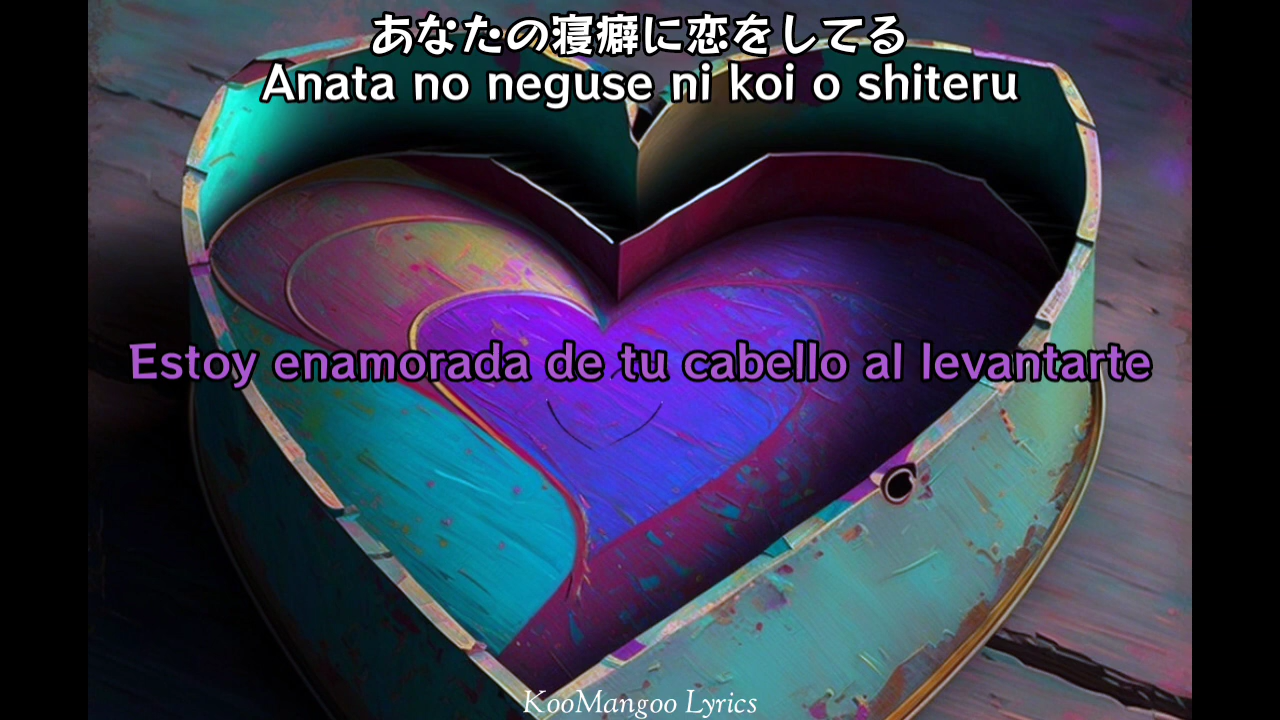 あなたの寝癖に恋をしてる
Anata no neguse ni koi o shiteru
Estoy enamorada de tu cabello al levantarte
KooMangoo Lyrics